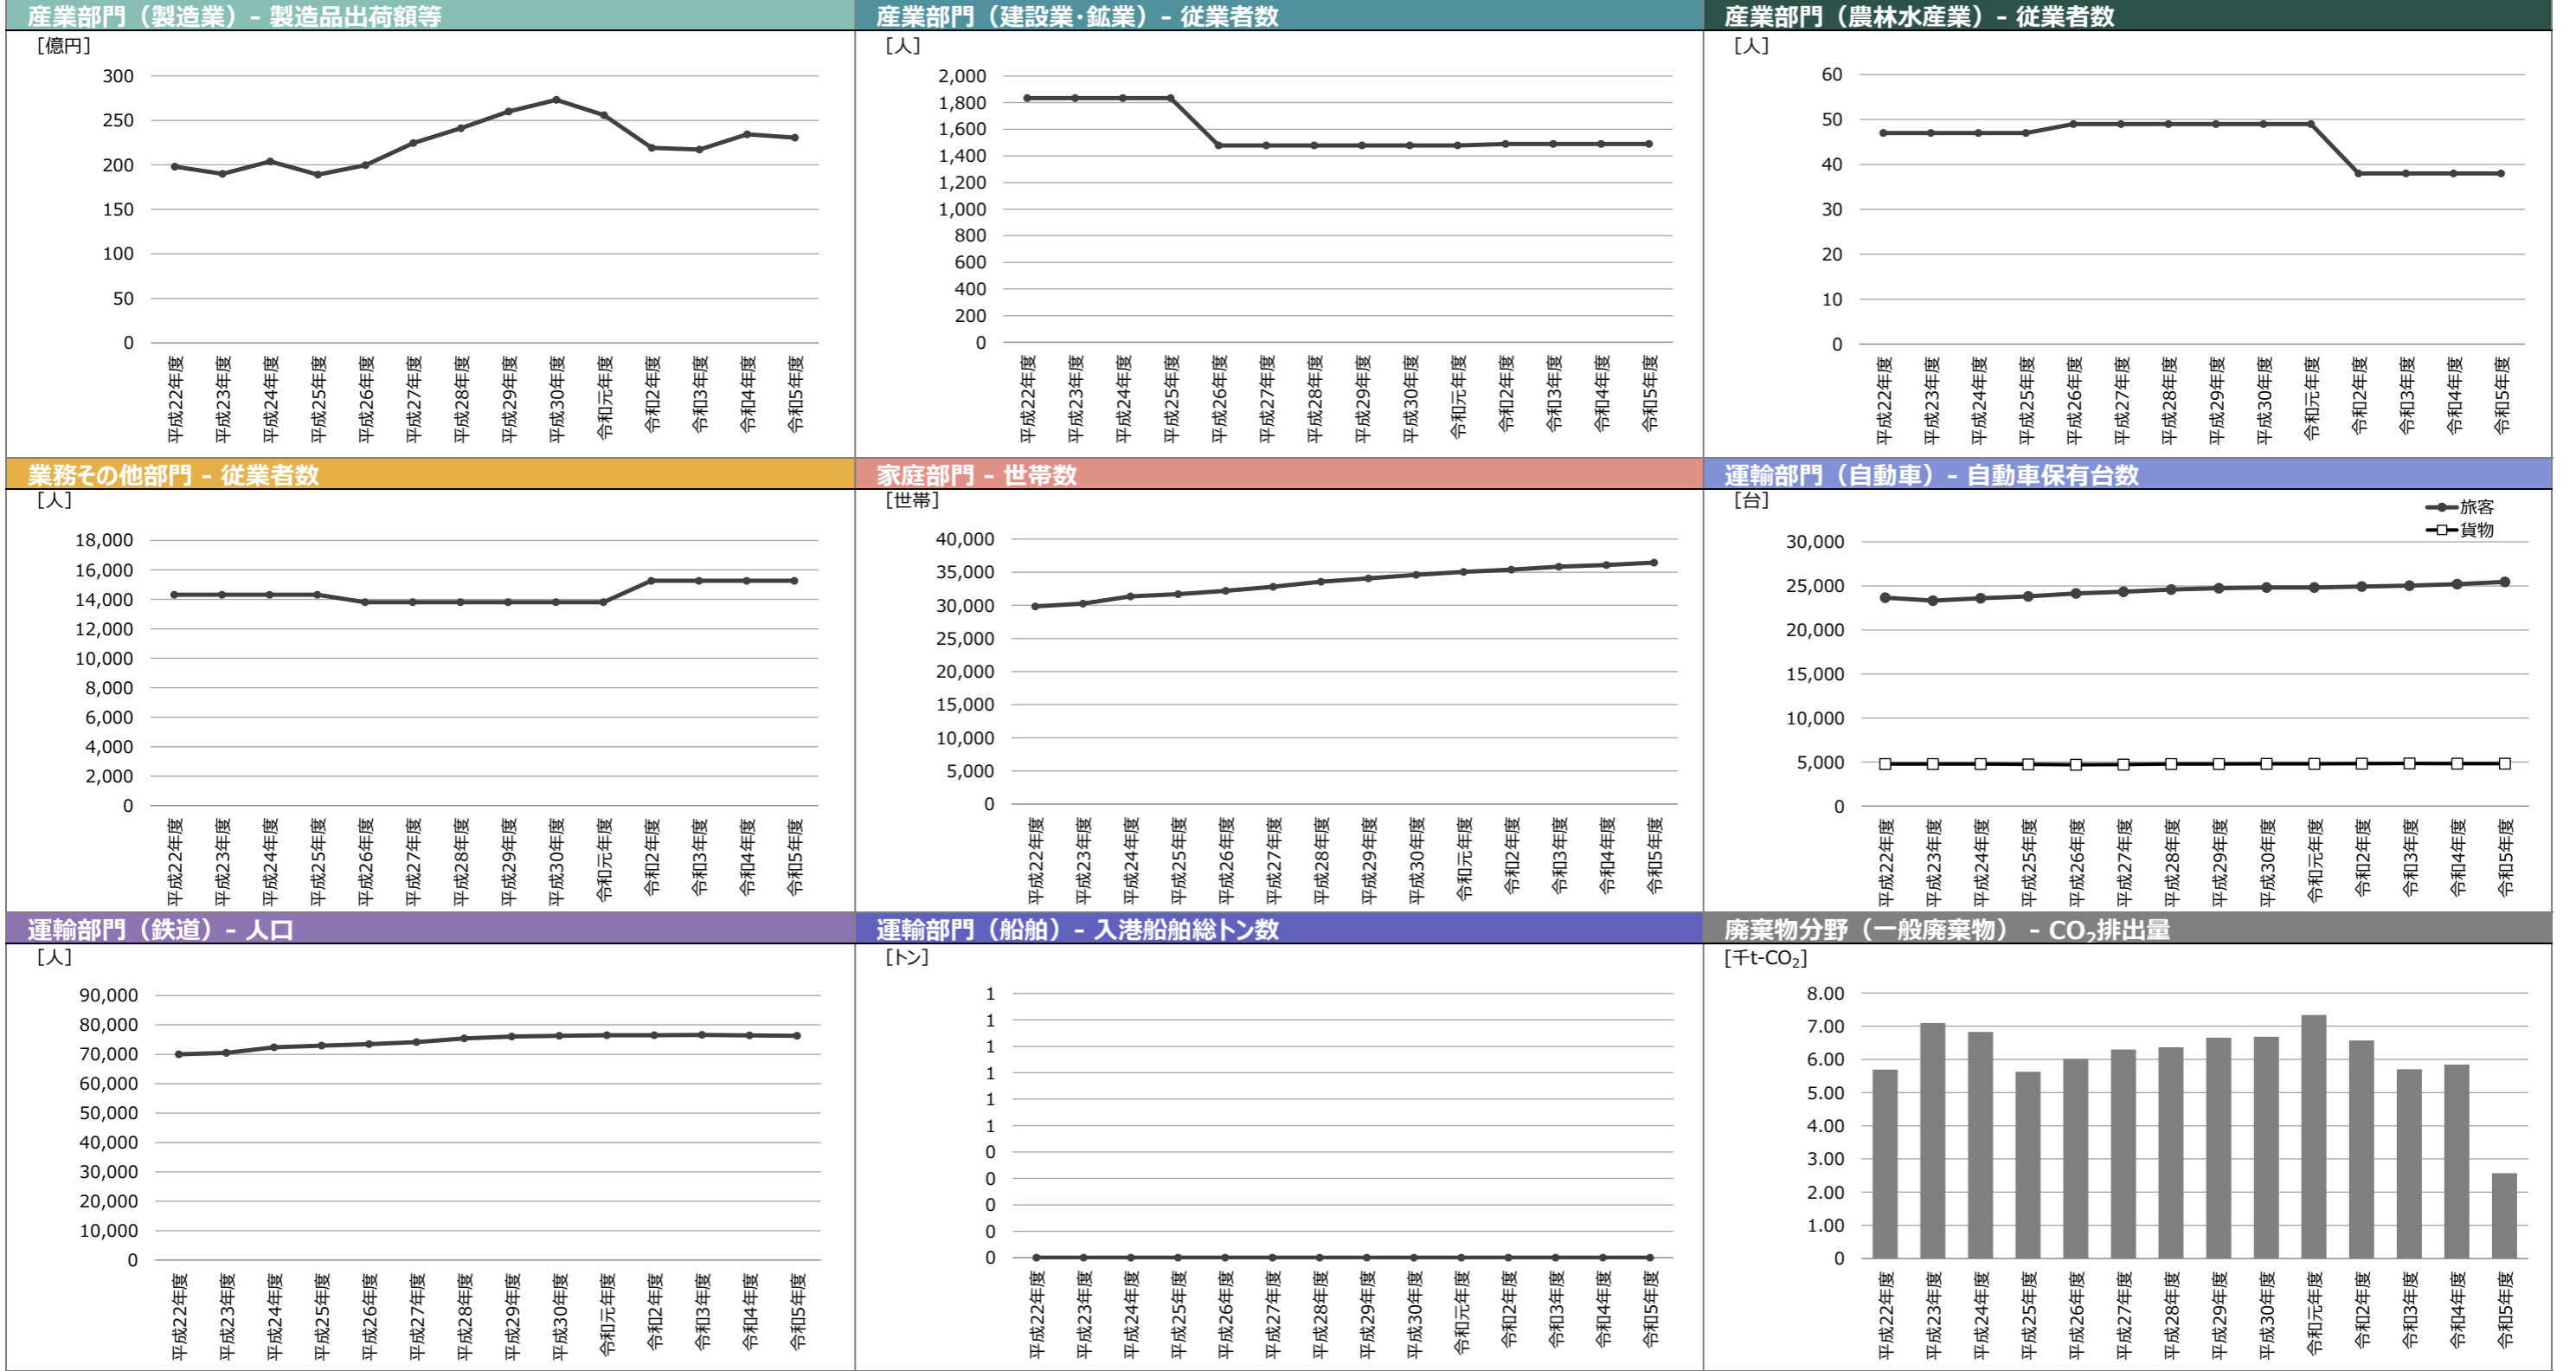 産業部門（製造業）- 製造品出荷額等
[億円]
300
250
200
150
100
50
0
平成22年度
平成23年度
平成24年度
平成25年度
平成26年度
平成27年度
平成28年度
平成29年度
平成30年度
令和元年度
令和2年度
令和3年度
令和4年度
令和5年度
産業部門（建設業･鉱業）- 従業者数
[人]
2,000
1,800
1,600
1,400
1,200
1,000
800
600
400
200
0
平成22年度
平成23年度
平成24年度
平成25年度
平成26年度
平成27年度
平成28年度
平成29年度
平成30年度
令和元年度
令和2年度
令和3年度
令和4年度
令和5年度
産業部門（農林水産業）- 従業者数
[人]
60
50
40
30
20
10
0
平成22年度
平成23年度
平成24年度
平成25年度
平成26年度
平成27年度
平成28年度
平成29年度
平成30年度
令和元年度
令和2年度
令和3年度
令和4年度
令和5年度
業務その他部門 - 従業者数
[人]
18,000
16,000
14,000
12,000
10,000
8,000
6,000
4,000
2,000
0
平成22年度
平成23年度
平成24年度
平成25年度
平成26年度
平成27年度
平成28年度
平成29年度
平成30年度
令和元年度
令和2年度
令和3年度
令和4年度
令和5年度
家庭部門 - 世帯数
[世帯]
40,000
35,000
30,000
25,000
20,000
15,000
10,000
5,000
0
平成22年度
平成23年度
平成24年度
平成25年度
平成26年度
平成27年度
平成28年度
平成29年度
平成30年度
令和元年度
令和2年度
令和3年度
令和4年度
令和5年度
運輸部門（自動車）- 自動車保有台数
[台]
旅客
貨物
30,000
25,000
20,000
15,000
10,000
5,000
0
平成22年度
平成23年度
平成24年度
平成25年度
平成26年度
平成27年度
平成28年度
平成29年度
平成30年度
令和元年度
令和2年度
令和3年度
令和4年度
令和5年度
運輸部門（鉄道）- 人口
[人]
90,000
80,000
70,000
60,000
50,000
40,000
30,000
20,000
10,000
0
平成22年度
平成23年度
平成24年度
平成25年度
平成26年度
平成27年度
平成28年度
平成29年度
平成30年度
令和元年度
令和2年度
令和3年度
令和4年度
令和5年度
運輸部門（船舶）- 入港船舶総トン数
[トン]
1
1
1
1
1
1
0
0
0
0
0
平成22年度
平成23年度
平成24年度
平成25年度
平成26年度
平成27年度
平成28年度
平成29年度
平成30年度
令和元年度
令和2年度
令和3年度
令和4年度
令和5年度
廃棄物分野（一般廃棄物） - CO₂排出量
[千t-CO₂]
8.00
7.00
6.00
5.00
4.00
3.00
2.00
1.00
0
平成22年度
平成23年度
平成24年度
平成25年度
平成26年度
平成27年度
平成28年度
平成29年度
平成30年度
令和元年度
令和2年度
令和3年度
令和4年度
令和5年度